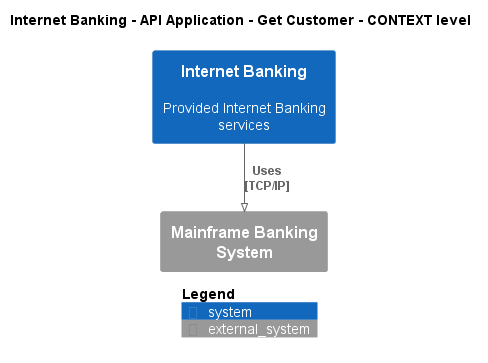 Internet Banking - API Application - Get Customer - CONTEXT level
Internet Banking
Provided Internet Banking
services
Uses
[TCP/IP]
Mainframe Banking
System
Legend
system
external_system